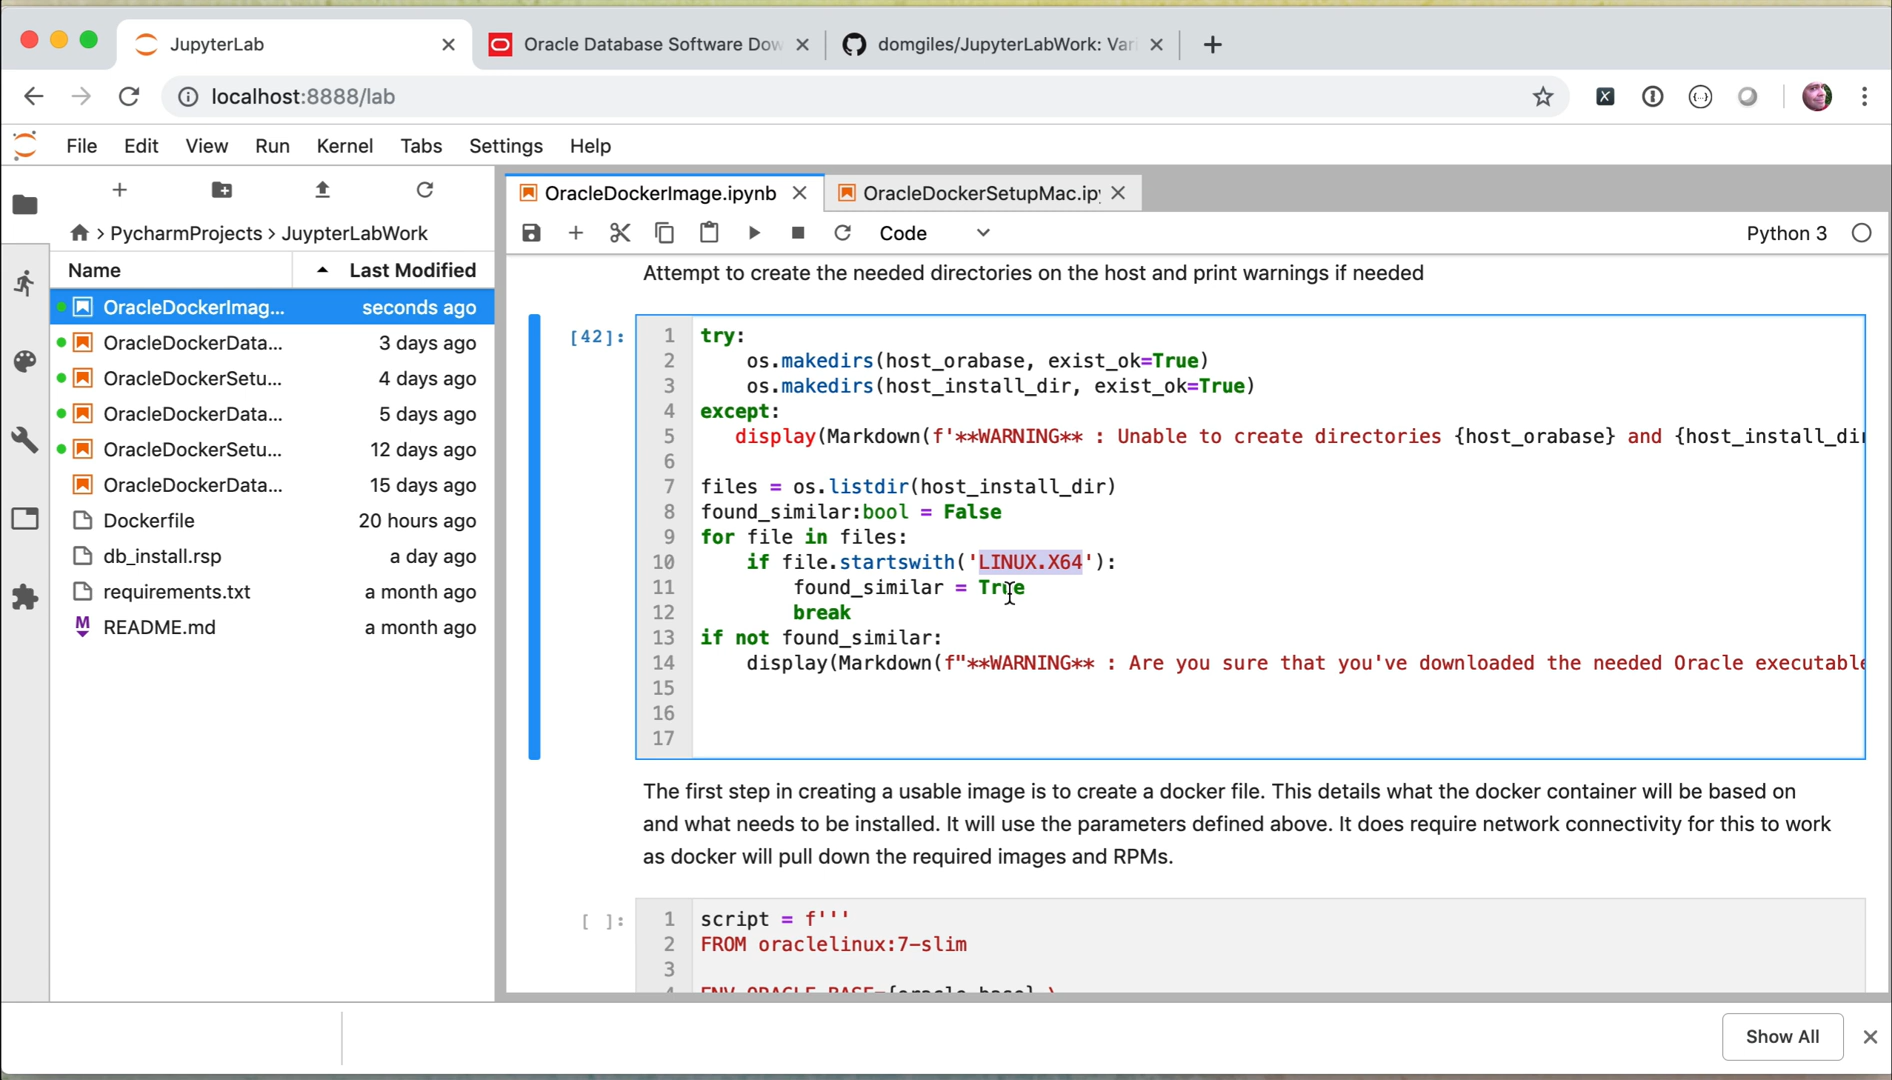 JupyterLab
Oracle Database Software Dow
domgiles/JupyterLabWork: Vari
localhost:8888/lab
File Edit View Run Kernel Tabs Settings Help
> PycharmProjects > JuypterLabWork
Name Last Modified
OracleDockerImag... seconds ago
OracleDockerData... 3 days ago
OracleDockerSetu... 4 days ago
OracleDockerData... 5 days ago
OracleDockerSetu... 12 days ago
OracleDockerData... 15 days ago
Dockerfile 20 hours ago
db_install.rsp a day ago
requirements.txt a month ago
README.md a month ago
OracleDockerImage.ipynb
OracleDockerSetupMac.ipy
Code
Python 3
Attempt to create the needed directories on the host and print warnings if needed
[42]:
1 try:
2 os.makedirs(host_orabase, exist_ok=True)
3 os.makedirs(host_install_dir, exist_ok=True)
4 except:
5 display(Markdown(f'**WARNING** : Unable to create directories {host_orabase} and {host_install_dir
6
7 files = os.listdir(host_install_dir)
8 found_similar:bool = False
9 for file in files:
10 if file.startswith('LINUX.X64'):
11 found_similar = True
12 break
13 if not found_similar:
14 display(Markdown(f"**WARNING** : Are you sure that you've downloaded the needed Oracle executable
15
16
17
The first step in creating a usable image is to create a docker file. This details what the docker container will be based on
and what needs to be installed. It will use the parameters defined above. It does require network connectivity for this to work
as docker will pull down the required images and RPMs.
[ ]:
1 script = f'''
2 FROM oraclelinux:7-slim
3
4 ENV ORACLE_BASE={oracle_base} \
Show All